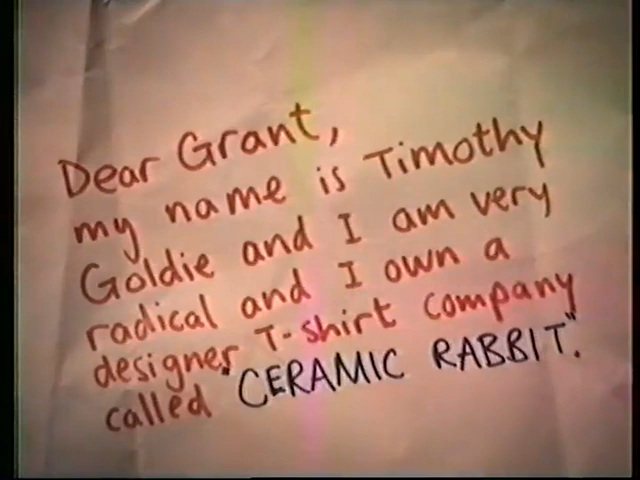 Dear Grant,
my name is Timothy
Goldie and I am very
radical and I own a
designer T-shirt company
called "CERAMIC RABBIT".